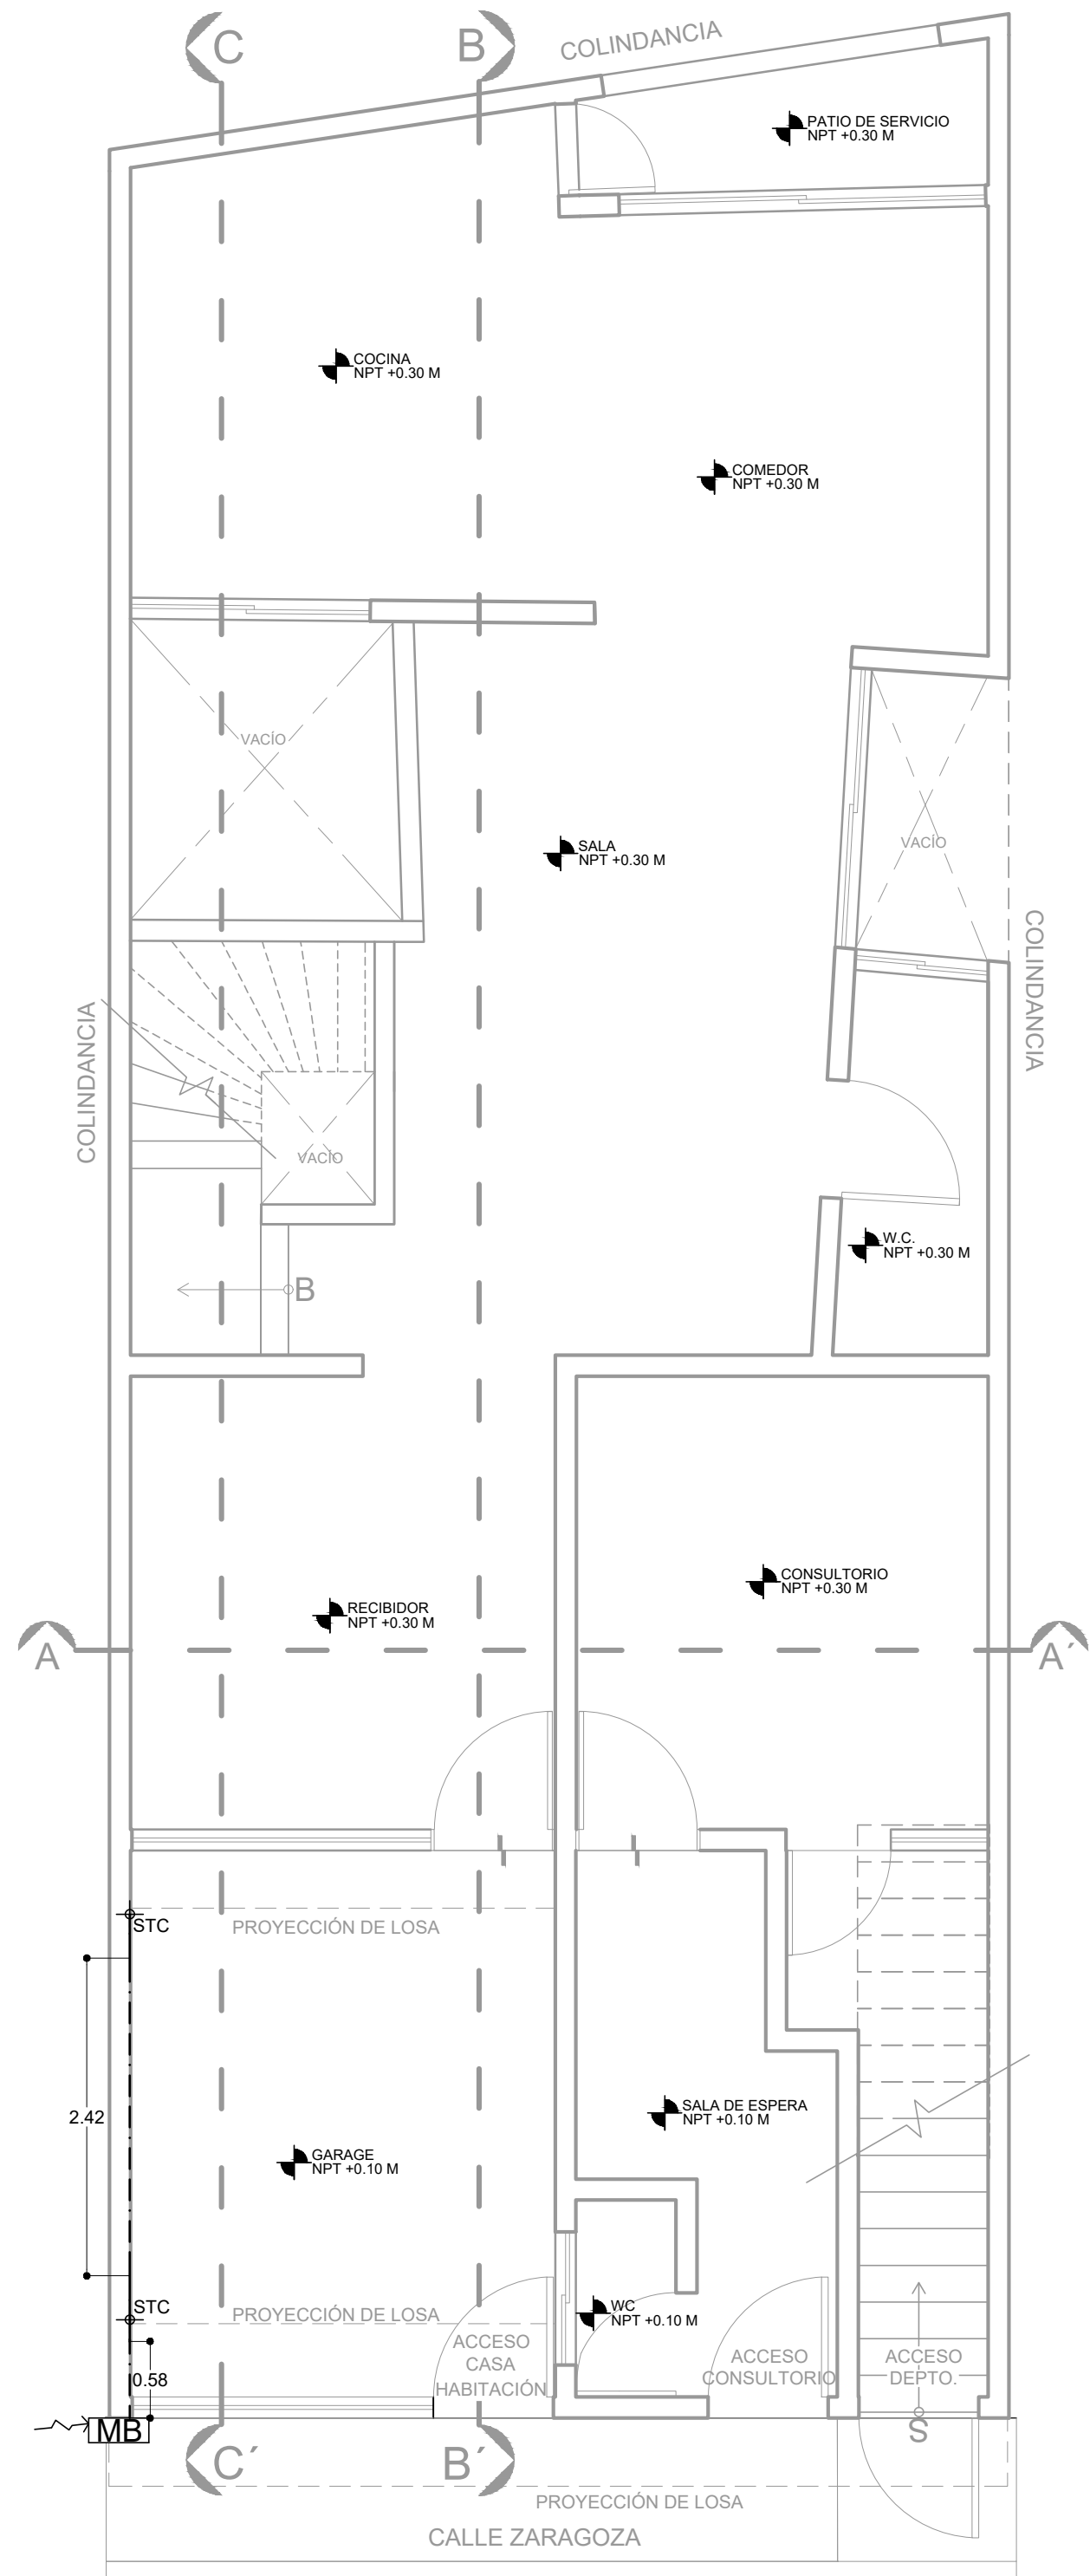 C
B
COLINDANCIA
PATIO DE SERVICIO
NPT +0.30 M
COCINA
NPT +0.30 M
COMEDOR
NPT +0.30 M
VACÍO
SALA
NPT +0.30 M
VACÍO
COLINDANCIA
COLINDANCIA
VACÍO
W.C.
NPT +0.30 M
B
CONSULTORIO
NPT +0.30 M
RECIBIDOR
NPT +0.30 M
A
A´
STC
PROYECCIÓN DE LOSA
2.42
SALA DE ESPERA
NPT +0.10 M
GARAGE
NPT +0.10 M
STC
PROYECCIÓN DE LOSA
WC
NPT +0.10 M
ACCESO
CASA
HABITACIÓN
ACCESO
CONSULTORIO
ACCESO
DEPTO.
0.58
MB
S
C´
B´
PROYECCIÓN DE LOSA
CALLE ZARAGOZA